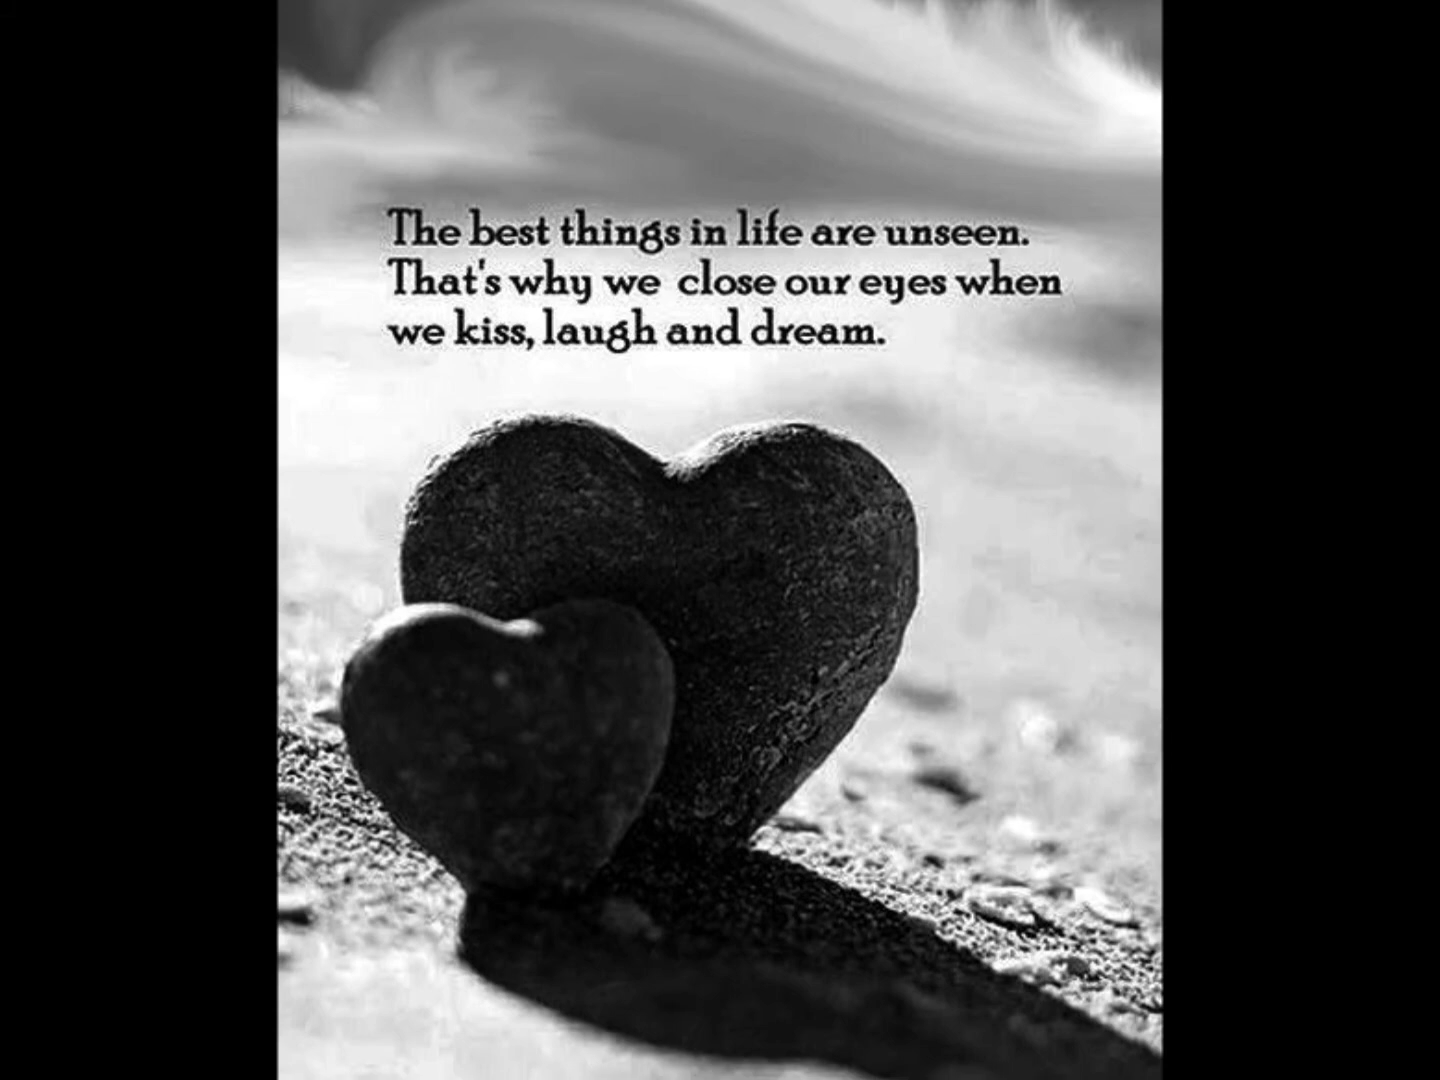 The best things in life are unseen.
That's why we close our eyes when
we kiss, laugh and dream.